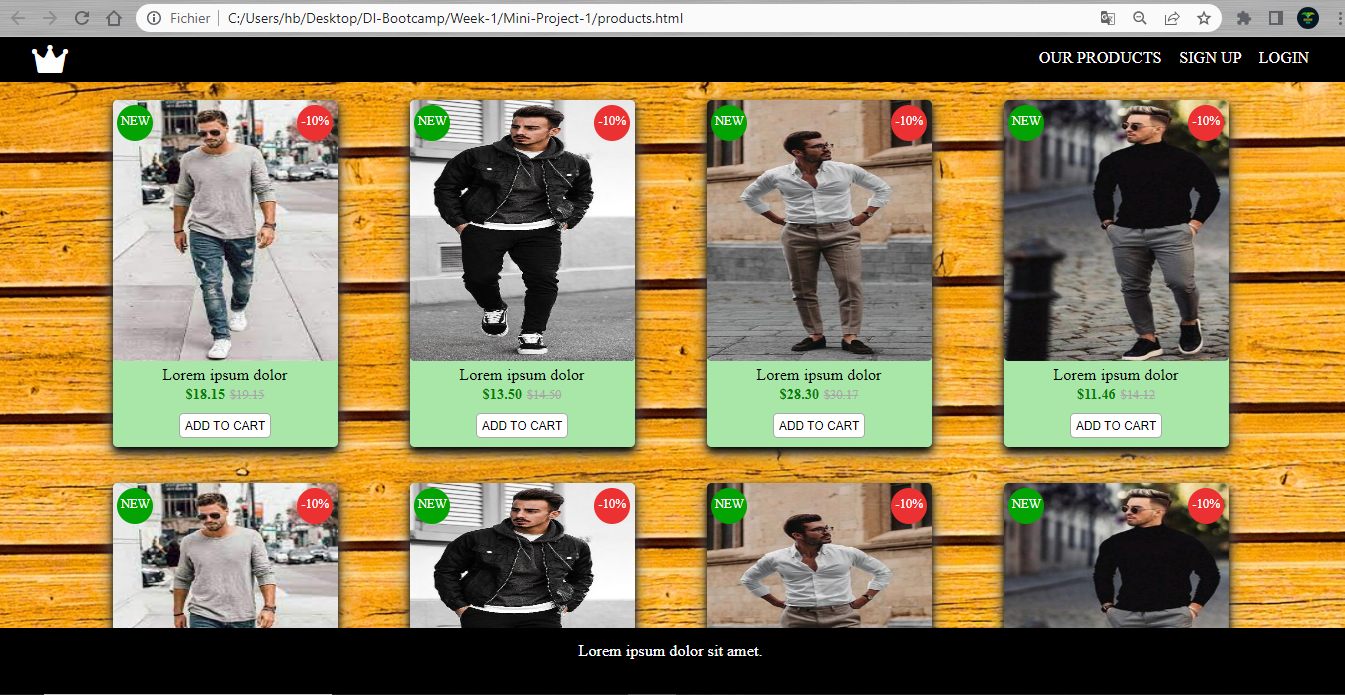 Fichier | C:/Users/hb/Desktop/DI-Bootcamp/Week-1/Mini-Project-1/products.html
OUR PRODUCTS SIGN UP LOGIN
NEW -10% NEW -10% NEW -10% NEW -10%
Lorem ipsum dolor Lorem ipsum dolor Lorem ipsum dolor Lorem ipsum dolor
$18.15 $19.15 $13.50 $14.50 $28.30 $30.17 $11.46 $14.12
ADD TO CART ADD TO CART ADD TO CART ADD TO CART
NEW -10% NEW -10% NEW -10% NEW -10%
Lorem ipsum dolor sit amet.